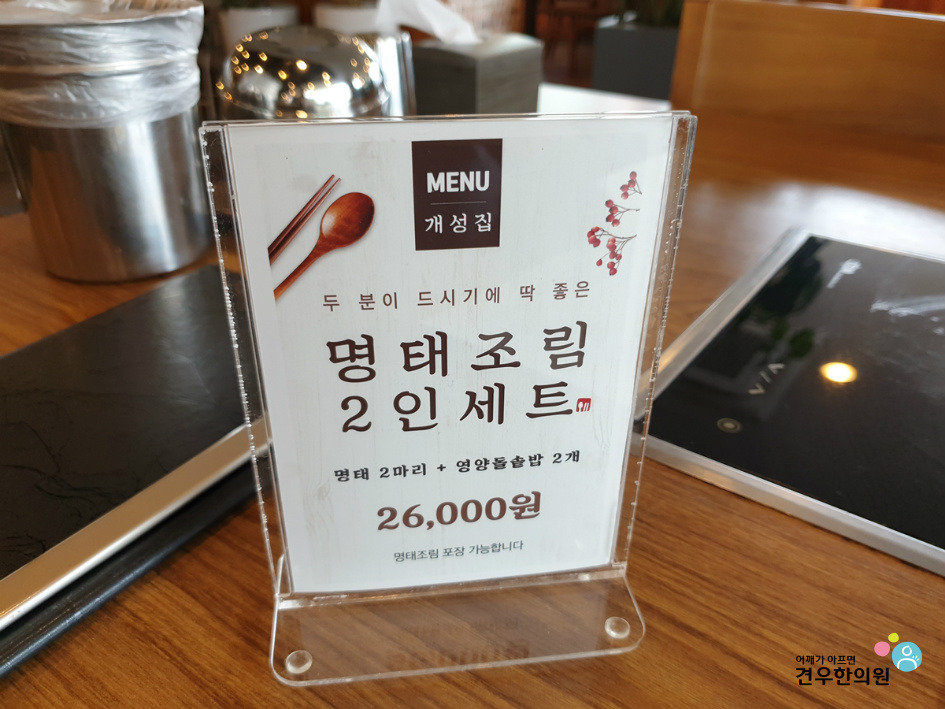 MENU
개성집
두 분이 드시기에 딱 좋은
명태조림
2인세트
명태 2마리 + 영양돌솥밥 2개
26,000원
명태조림 포장 가능합니다
V/A
어깨가 아프면
견우한의원